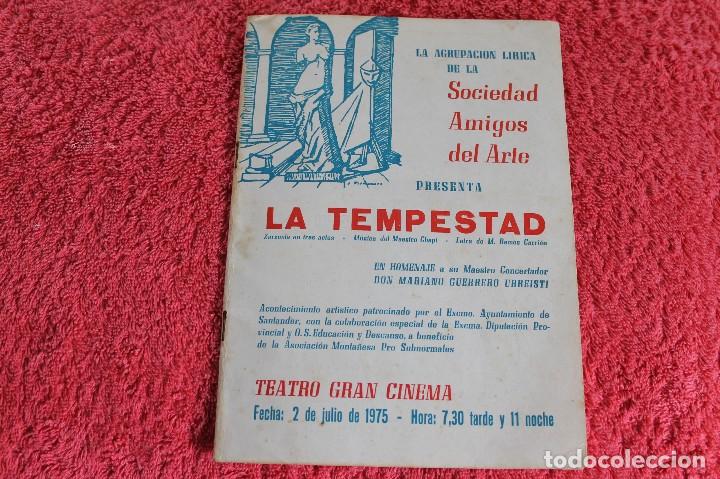 LA AGRUPACION LIRICA
DE LA
Sociedad
Amigos
del Arte
PRESENTA
LA TEMPESTAD
Zarzuela en tres actos - Música del Maestro Chapí - Letra de M. Ramos Carrión
EN HOMENAJE a su Maestro Concertador
DON MARIANO GUERRERO URREISTI
Acontecimiento artístico patrocinado por el Excmo. Ayuntamiento de
Santander, con la colaboración especial de la Excma. Diputación Pro-
vincial y O.S. Educación y Descanso, a beneficio
de la Asociación Montañesa Pro Subnormales
TEATRO GRAN CINEMA
Fecha: 2 de julio de 1975 - Hora: 7,30 tarde y 11 noche
todocoleccion